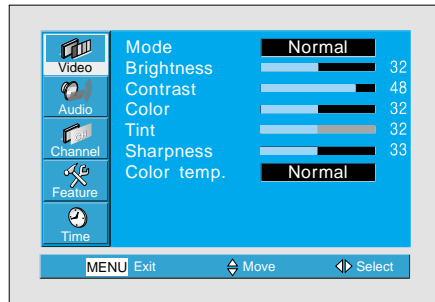 Video
Audio
Channel
Feature
Time
Mode Normal
Brightness 32
Contrast 48
Color 32
Tint 32
Sharpness 33
Color temp. Normal
MENU Exit Move Select